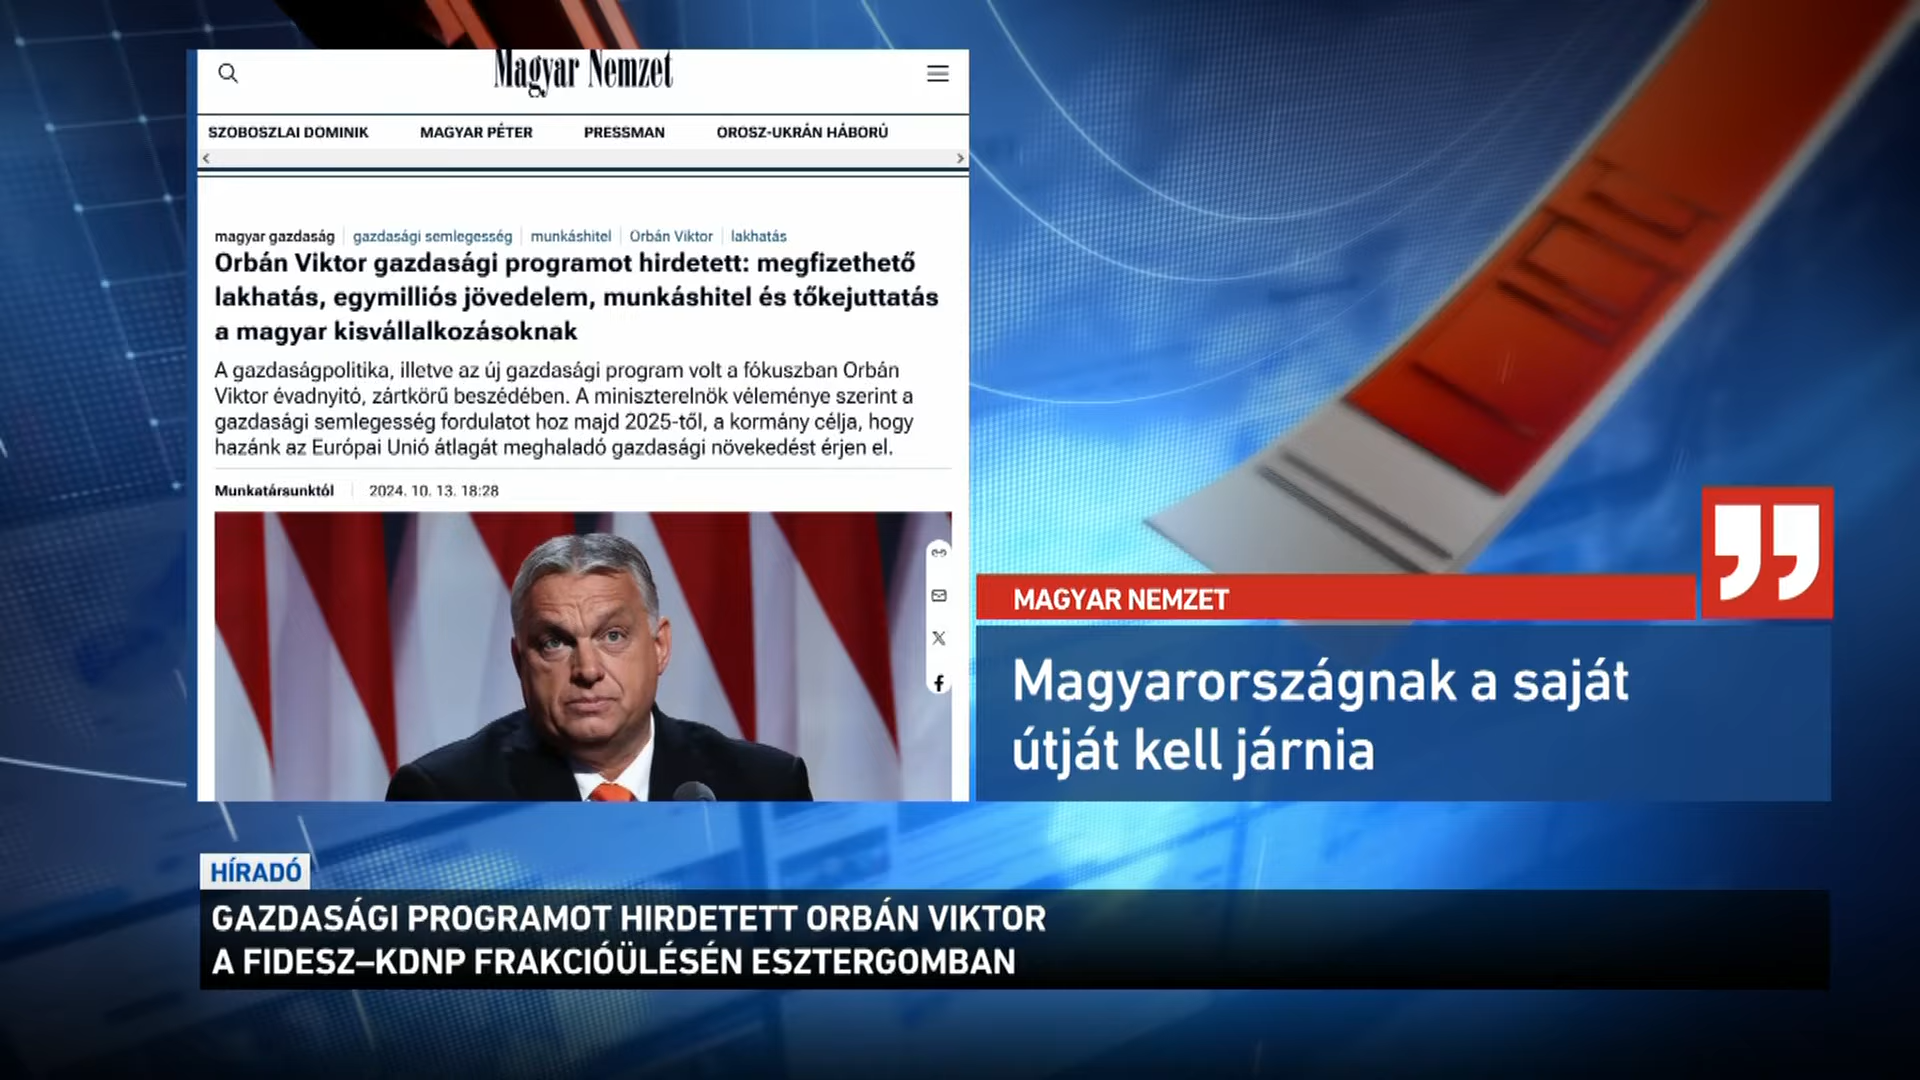 Magyar Nemzet
SZOBOSZLAI DOMINIK MAGYAR PÉTER PRESSMAN OROSZ-UKRÁN HÁBORÚ
magyar gazdaság gazdasági semlegesség munkáshitel Orbán Viktor lakhatás
Orbán Viktor gazdasági programot hirdetett: megfizethető
lakhatás, egymilliós jövedelem, munkáshitel és tőkejuttatás
a magyar kisvállalkozásoknak
A gazdaságpolitika, illetve az új gazdasági program volt a fókuszban Orbán
Viktor évadnyitó, zártkörű beszédében. A miniszterelnök véleménye szerint a
gazdasági semlegesség fordulatot hoz majd 2025-től, a kormány célja, hogy
hazánk az Európai Unió átlagát meghaladó gazdasági növekedést érjen el.
Munkatársunktól 2024. 10. 13. 18:28
MAGYAR NEMZET
Magyarországnak a saját
útját kell járnia
HÍRADÓ
GAZDASÁGI PROGRAMOT HIRDETETT ORBÁN VIKTOR
A FIDESZ–KDNP FRAKCIÓÜLÉSÉN ESZTERGOMBAN